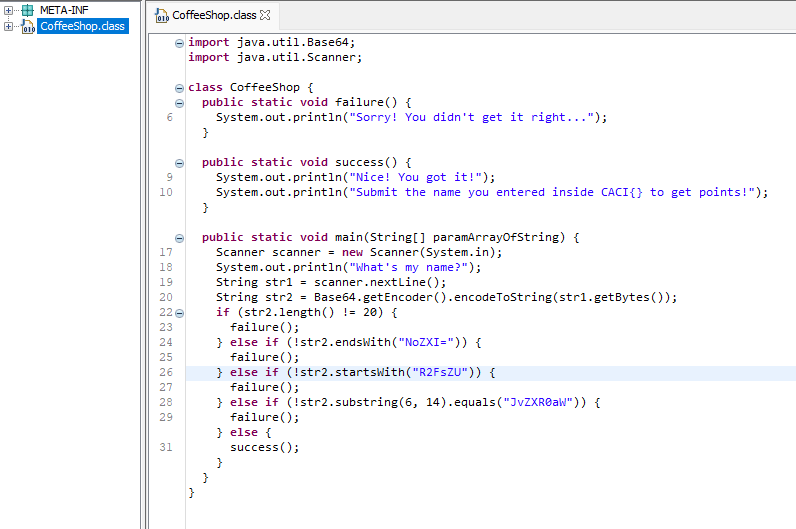 META-INF
CoffeeShop.class
CoffeeShop.class
import java.util.Base64;
import java.util.Scanner;
class CoffeeShop {
public static void failure() {
6 System.out.println("Sorry! You didn't get it right...");
}
public static void success() {
9 System.out.println("Nice! You got it!");
10 System.out.println("Submit the name you entered inside CACI{} to get points!");
}
public static void main(String[] paramArrayOfString) {
17 Scanner scanner = new Scanner(System.in);
18 System.out.println("What's my name?");
19 String str1 = scanner.nextLine();
20 String str2 = Base64.getEncoder().encodeToString(str1.getBytes());
22 if (str2.length() != 20) {
23 failure();
24 } else if (!str2.endsWith("NoZXI=")) {
25 failure();
26 } else if (!str2.startsWith("R2FsZU")) {
27 failure();
28 } else if (!str2.substring(6, 14).equals("JvZXR0aW")) {
29 failure();
} else {
31 success();
}
}
}